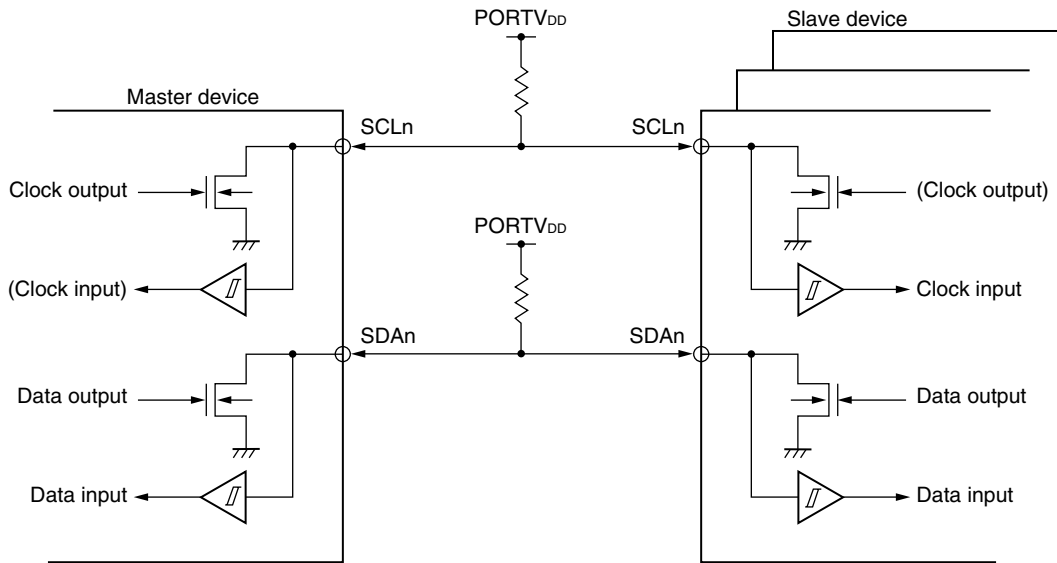 PORTVDD
Slave device
Master device
SCLn
SCLn
Clock output
(Clock output)
PORTVDD
(Clock input)
Clock input
SDAn
SDAn
Data output
Data output
Data input
Data input